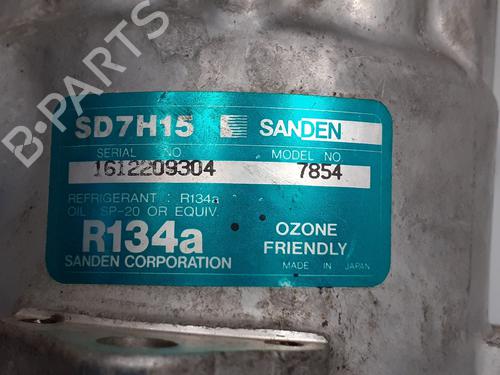 B-PARTS
SD7H15 SANDEN
SERIAL NO MODEL NO
1612209304 7854
REFRIGERANT : R134a
OIL SP-20 OR EQUIV.
R134a OZONE FRIENDLY
SANDEN CORPORATION MADE IN JAPAN